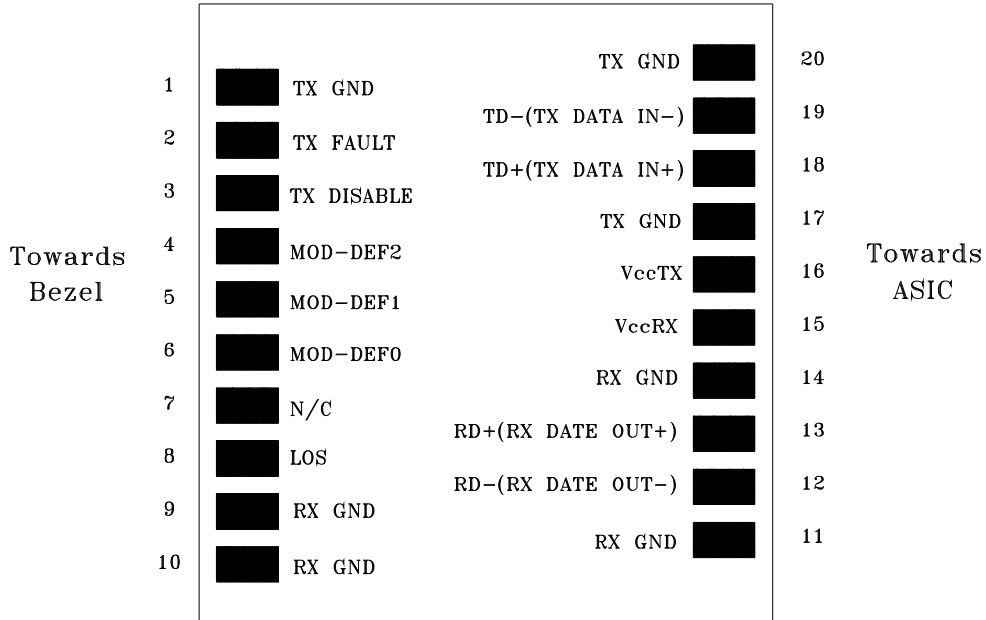 1 TX GND
2 TX FAULT
3 TX DISABLE
4 MOD-DEF2
5 MOD-DEF1
6 MOD-DEF0
7 N/C
8 LOS
9 RX GND
10 RX GND
Towards
Bezel
TX GND 20
TD-(TX DATA IN-) 19
TD+(TX DATA IN+) 18
TX GND 17
VccTX 16
VccRX 15
RX GND 14
RD+(RX DATE OUT+) 13
RD-(RX DATE OUT-) 12
RX GND 11
Towards
ASIC